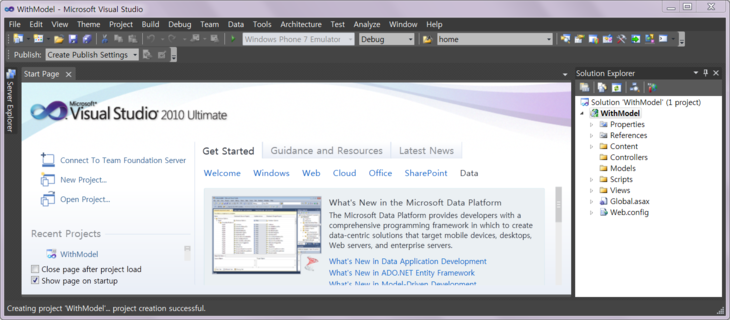 WithModel - Microsoft Visual Studio
File Edit View Theme Project Build Debug Team Data Tools Architecture Test Analyze Window Help
Windows Phone 7 Emulator Debug home
Publish: Create Publish Settings
Server Explorer
Start Page
Microsoft
Visual Studio 2010 Ultimate
Connect To Team Foundation Server
New Project...
Open Project...
Recent Projects
WithModel
Close page after project load
Show page on startup
Get Started Guidance and Resources Latest News
Welcome Windows Web Cloud Office SharePoint Data
What's New in the Microsoft Data Platform
The Microsoft Data Platform provides developers with a
comprehensive programming framework in which to create
data-centric solutions that target mobile devices, desktops,
Web servers, and enterprise servers.
What's New in Data Application Development
What's New in ADO.NET Entity Framework
What's New in Model-Driven Development
Solution Explorer
Solution 'WithModel' (1 project)
WithModel
Properties
References
Content
Controllers
Models
Scripts
Views
Global.asax
Web.config
Creating project 'WithModel'... project creation successful.